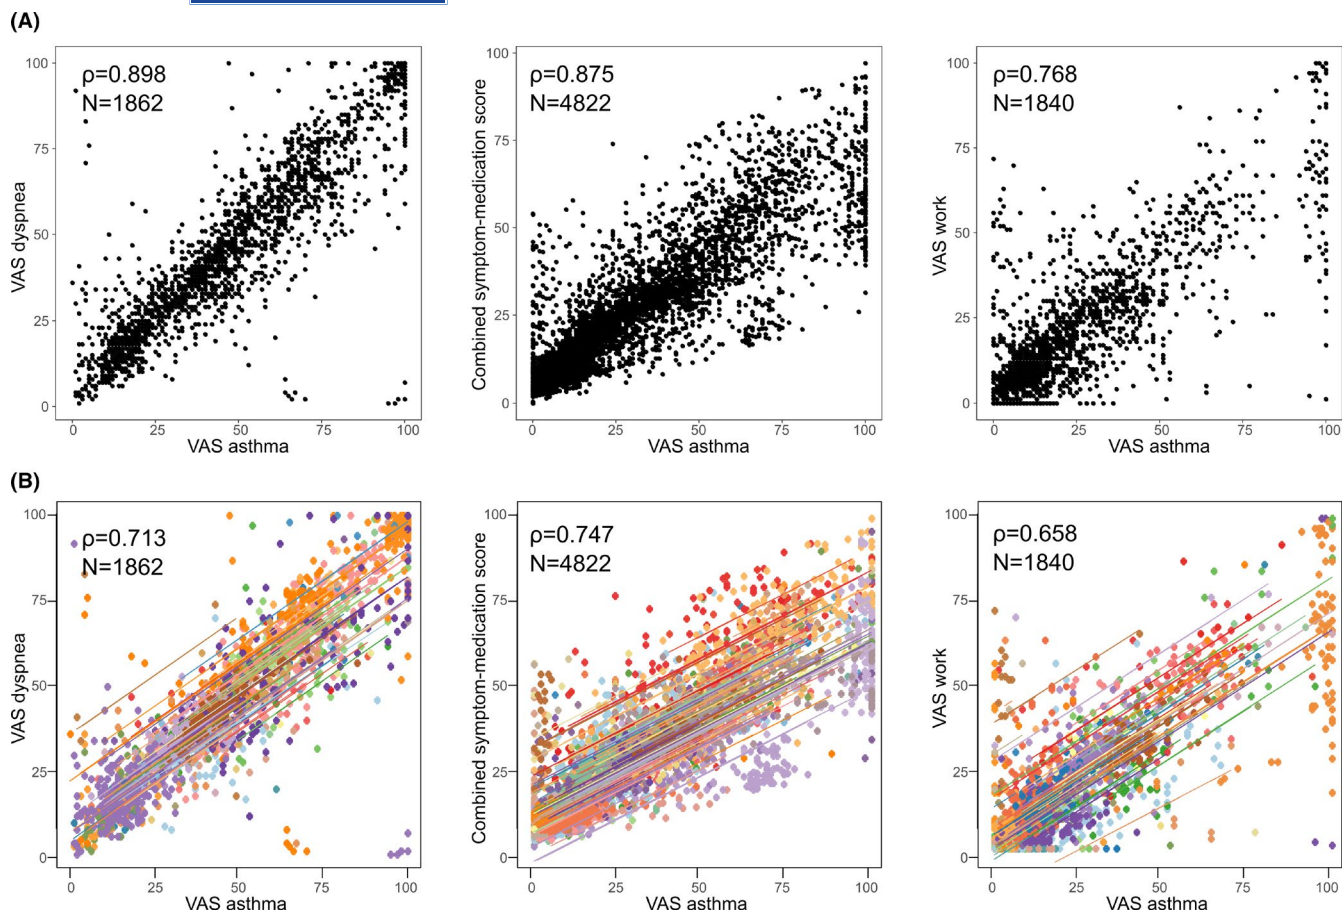 (A)
ρ=0.898
N=1862
VAS dyspnea
100
75
50
25
0
0 25 50 75 100
VAS asthma
ρ=0.875
N=4822
Combined symptom-medication score
100
75
50
25
0
0 25 50 75 100
VAS asthma
ρ=0.768
N=1840
VAS work
100
75
50
25
0
0 25 50 75 100
VAS asthma
(B)
ρ=0.713
N=1862
VAS dyspnea
100
75
50
25
0
0 25 50 75 100
VAS asthma
ρ=0.747
N=4822
Combined symptom-medication score
100
75
50
25
0
0 25 50 75 100
VAS asthma
ρ=0.658
N=1840
VAS work
100
75
50
25
0
0 25 50 75 100
VAS asthma